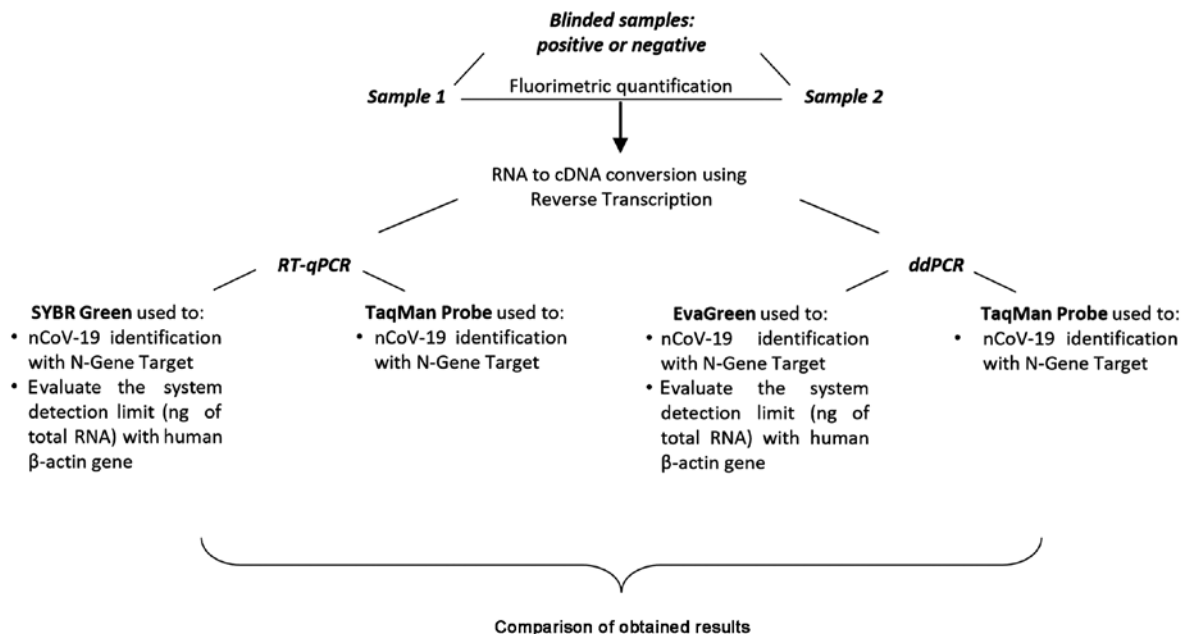 Blinded samples:
positive or negative
Sample 1
Fluorimetric quantification
Sample 2
RNA to cDNA conversion using
Reverse Transcription
RT-qPCR
ddPCR
SYBR Green used to:
• nCoV-19 identification
with N-Gene Target
• Evaluate the system
detection limit (ng of
total RNA) with human
β-actin gene
TaqMan Probe used to:
• nCoV-19 identification
with N-Gene Target
EvaGreen used to:
• nCoV-19 identification
with N-Gene Target
• Evaluate the system
detection limit (ng of
total RNA) with human
β-actin gene
TaqMan Probe used to:
• nCoV-19 identification
with N-Gene Target
Comparison of obtained results